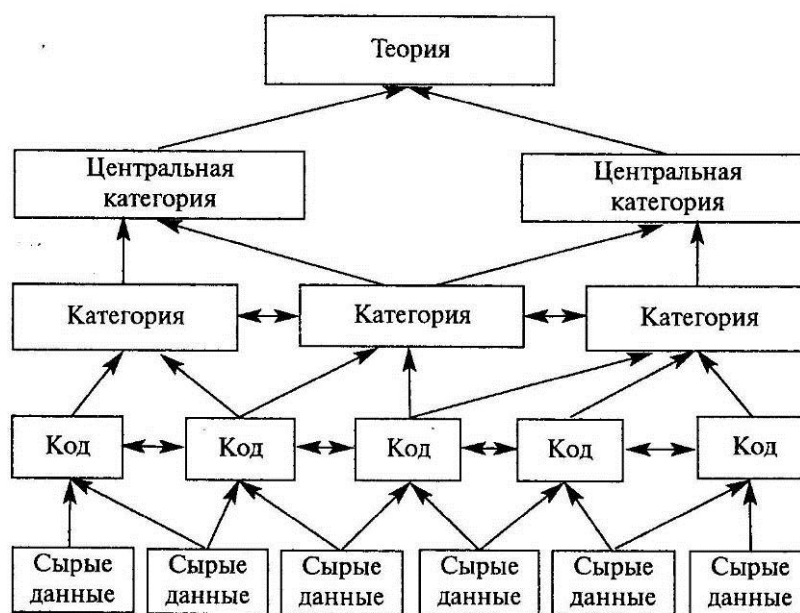 Теория
Центральная
категория
Центральная
категория
Категория
Категория
Категория
Код
Код
Код
Код
Код
Сырые
данные
Сырые
данные
Сырые
данные
Сырые
данные
Сырые
данные
Сырые
данные